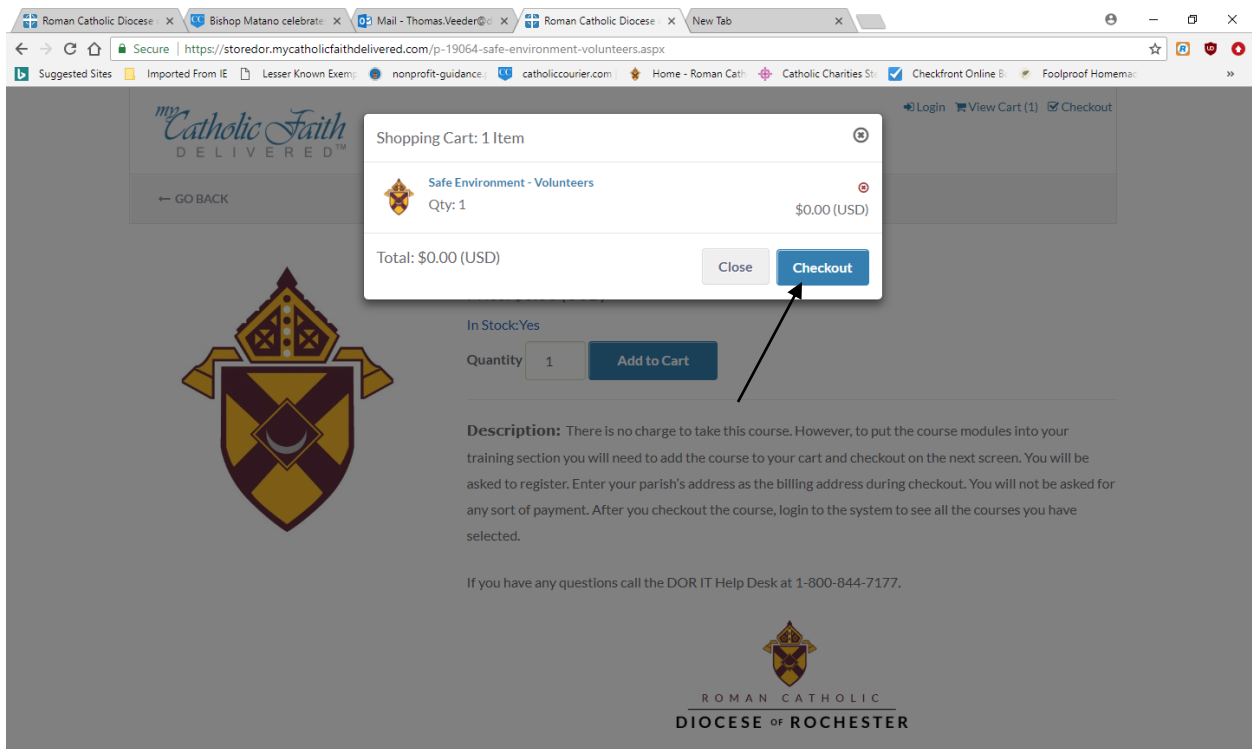 Roman Catholic Diocese
Bishop Matano celebrate
Mail - Thomas.Veeder@d
Roman Catholic Diocese
New Tab
Secure
https://storedor.mycatholicfaithdelivered.com/p-19064-safe-environment-volunteers.aspx
Suggested Sites
Imported From IE
Lesser Known Exem
nonprofit-guidance.
catholiccourier.com
Home - Roman Cath
Catholic Charities Ste
Checkfront Online B
Foolproof Homemac
my
Catholic Faith
DELIVERED™
Login View Cart (1) Checkout
← GO BACK
Shopping Cart: 1 Item
Safe Environment - Volunteers
Qty: 1
$0.00 (USD)
Total: $0.00 (USD)
Close
Checkout
In Stock:Yes
Quantity 1 Add to Cart
Description: There is no charge to take this course. However, to put the course modules into your
training section you will need to add the course to your cart and checkout on the next screen. You will be
asked to register. Enter your parish's address as the billing address during checkout. You will not be asked for
any sort of payment. After you checkout the course, login to the system to see all the courses you have
selected.
If you have any questions call the DOR IT Help Desk at 1-800-844-7177.
ROMAN CATHOLIC
DIOCESE OF ROCHESTER